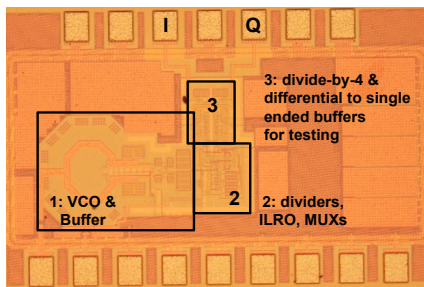 I Q
3
3: divide-by-4 &
differential to single
ended buffers
for testing
1: VCO &
Buffer
2
2: dividers,
ILRO, MUXs